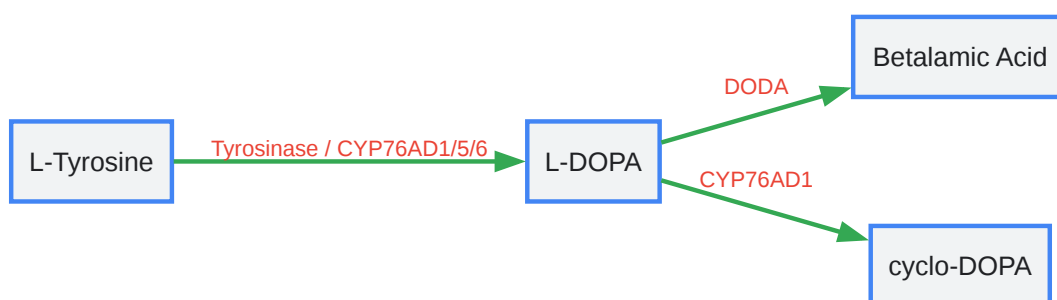 Betalamic Acid
DODA
Tyrosinase / CYP76AD1/5/6
L-Tyrosine
L-DOPA
CYP76AD1
cyclo-DOPA